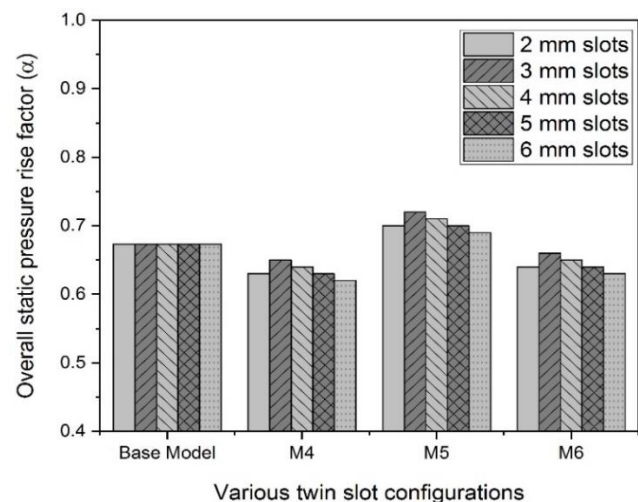 Overall static pressure rise factor (α)
1.0
0.9
0.8
0.7
0.6
0.5
0.4
2 mm slots
3 mm slots
4 mm slots
5 mm slots
6 mm slots
Base Model
M4
M5
M6
Various twin slot configurations